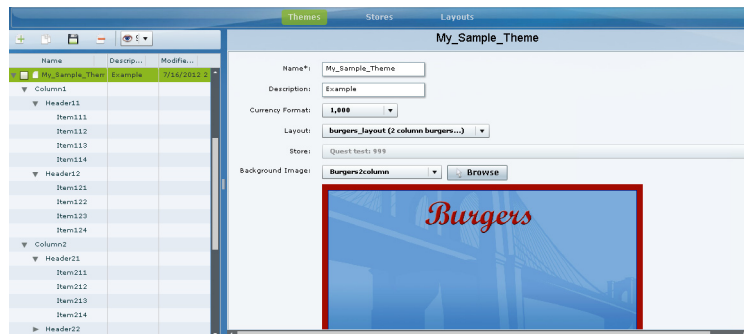 Themes Stores Layouts
My_Sample_Theme
Name Descrip... Modifie...
My_Sample_Them Example 7/16/2012 2
Column1
Header11
Item111
Item112
Item113
Item114
Header12
Item121
Item122
Item123
Item124
Column2
Header21
Item211
Item212
Item213
Item214
Header22
Name*: My_Sample_Theme
Description: Example
Currency Format: 1,000
Layout: burgers_layout (2 column burgers...)
Store: Quest test: 999
Background Image: Burgers2column Browse
Burgers